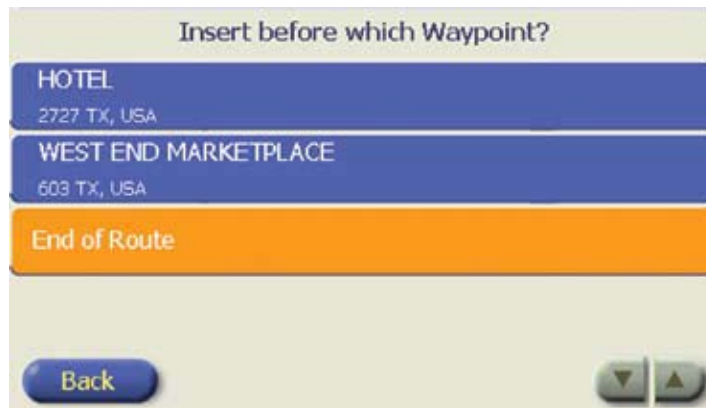 Insert before which Waypoint?
HOTEL
2727 TX, USA
WEST END MARKETPLACE
603 TX, USA
End of Route
Back